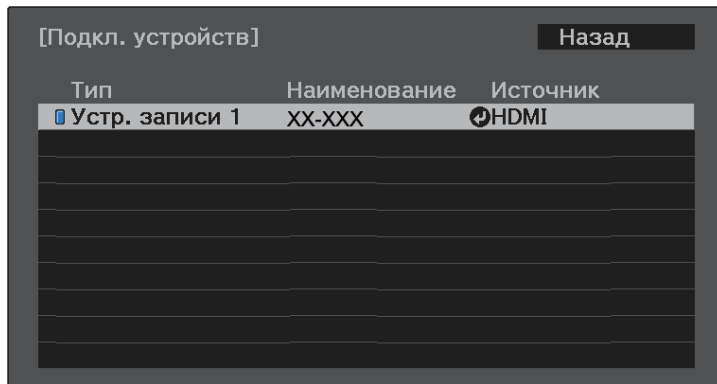 [Подкл. устройств] Назад
Тип Наименование Источник
Устр. записи 1 XX-XXX HDMI